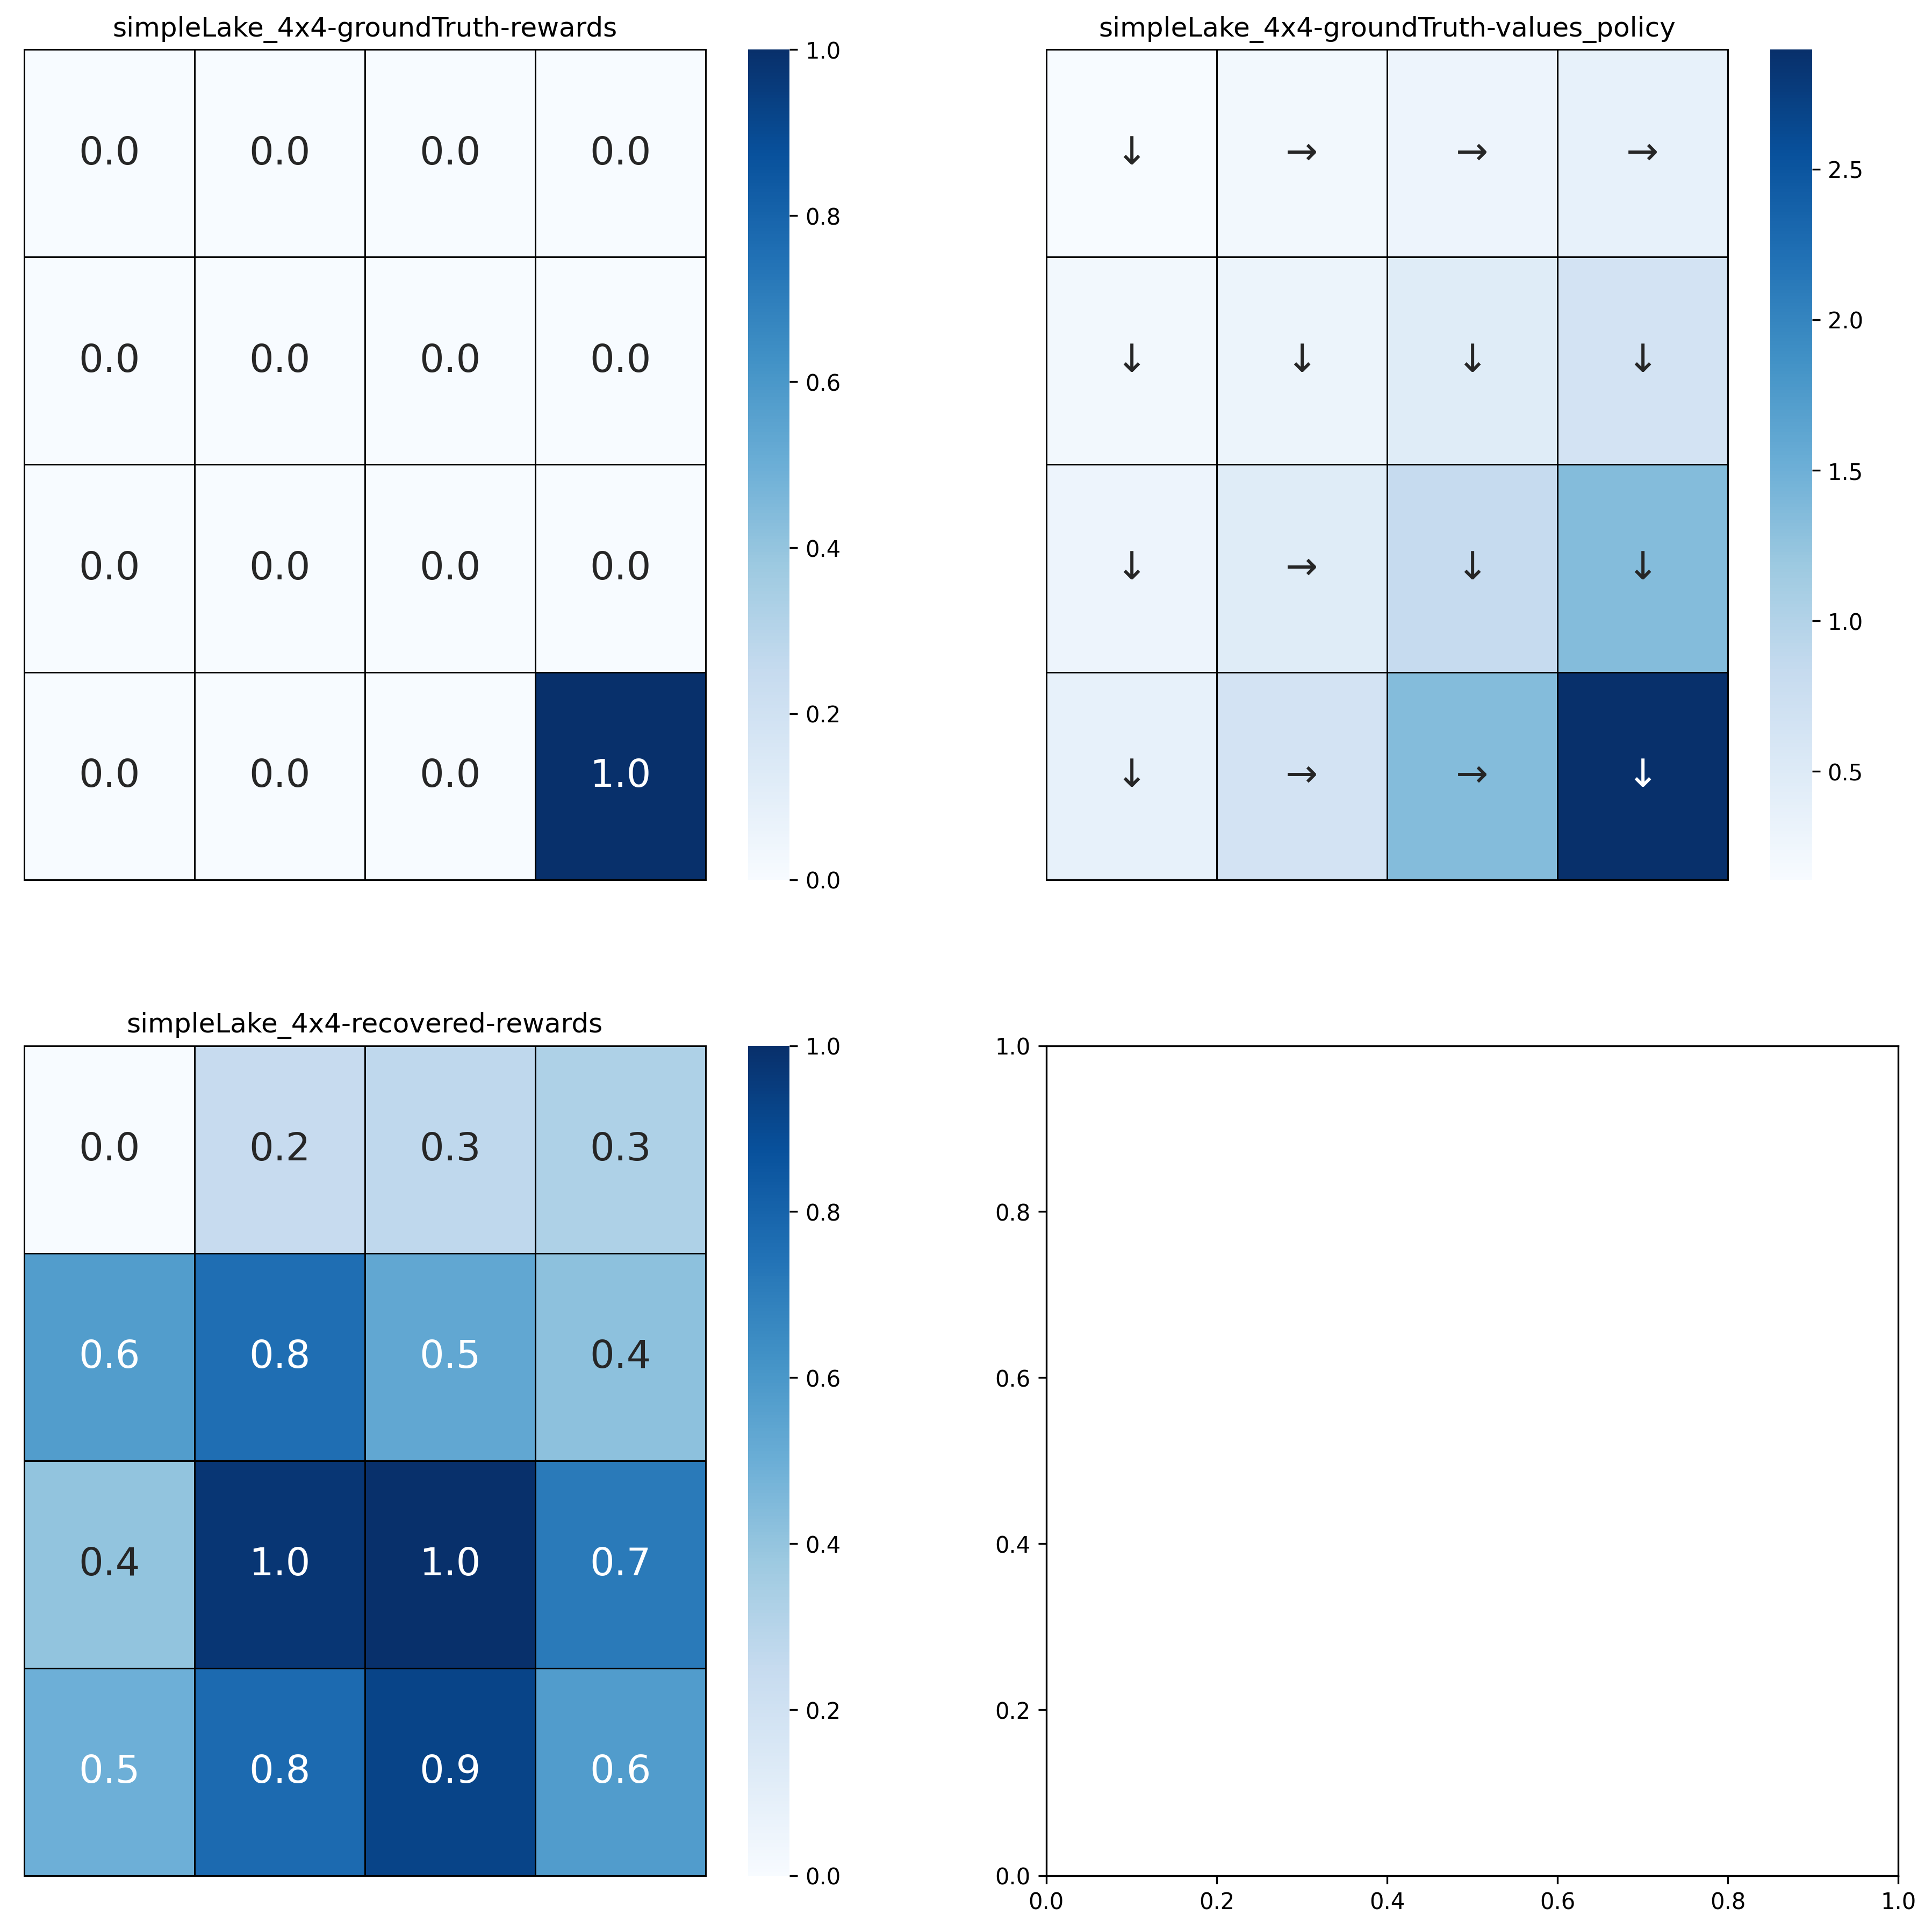 simpleLake_4x4-groundTruth-rewards
0.0 0.0 0.0 0.0
0.0 0.0 0.0 0.0
0.0 0.0 0.0 0.0
0.0 0.0 0.0 1.0
1.0
0.8
0.6
0.4
0.2
0.0
simpleLake_4x4-groundTruth-values_policy
↓ → → →
↓ ↓ ↓ ↓
↓ → ↓ ↓
↓ → → ↓
2.5
2.0
1.5
1.0
0.5
simpleLake_4x4-recovered-rewards
0.0 0.2 0.3 0.3
0.6 0.8 0.5 0.4
0.4 1.0 1.0 0.7
0.5 0.8 0.9 0.6
1.0
0.8
0.6
0.4
0.2
0.0
1.0
0.8
0.6
0.4
0.2
0.0
0.0 0.2 0.4 0.6 0.8 1.0